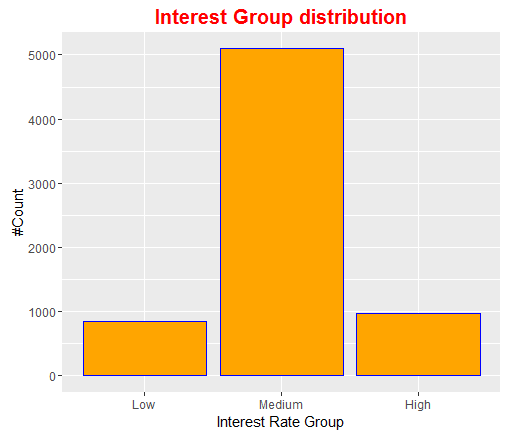 Interest Group distribution
5000
4000
3000
2000
1000
0
#Count
Low Medium High
Interest Rate Group